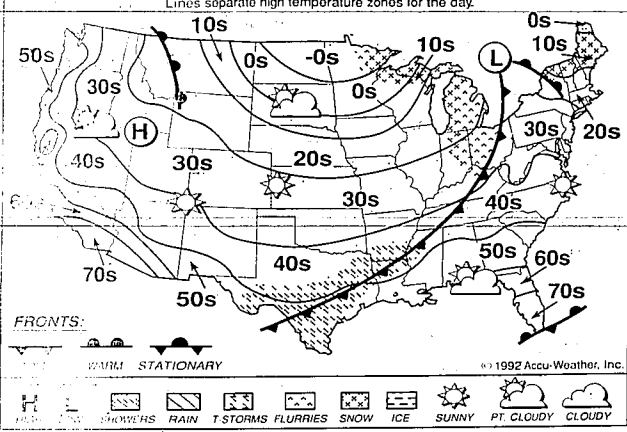 Lines separate high temperature zones for the day.
0s
10s
10s
10s
50s
0s
-0s
L
30s
0s
H
30s
20s
40s
30s
20s
30s
40s
70s
40s
50s
60s
50s
70s
FRONTS:
WARM STATIONARY
© 1992 Accu-Weather, Inc.
H L
SHOWERS RAIN T-STORMS FLURRIES SNOW ICE SUNNY PT. CLOUDY CLOUDY